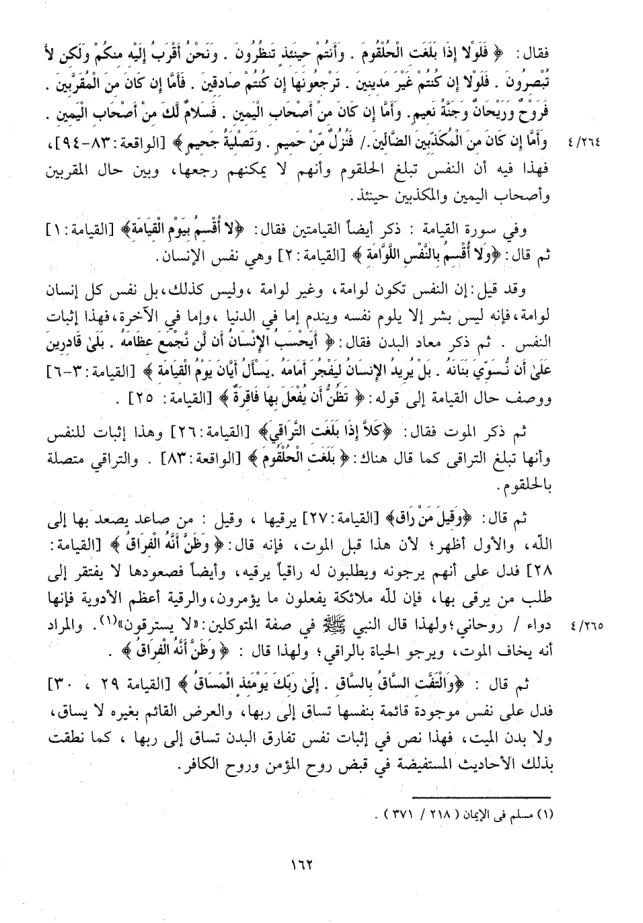 فقال: ﴿ فَلَوْلا إِذَا بَلَغَتِ الْحُلْقُومَ . وَأَنتُمْ حِينَئِذٍ تَنظُرُونَ . وَنَحْنُ أَقْرَبُ إِلَيْهِ مِنكُمْ وَلَكِن لاَّ
تُبْصِرُونَ . فَلَوْلا إِن كُنتُمْ غَيْرَ مَدِينِينَ . تَرْجِعُونَهَا إِن كُنتُمْ صَادِقِينَ . فَأَمَّا إِن كَانَ مِنَ الْمُقَرَّبِينَ .
فَرَوْحٌ وَرَيْحَانٌ وَجَنَّةُ نَعِيمٍ . وَأَمَّا إِن كَانَ مِنْ أَصْحَابِ الْيَمِينِ . فَسَلامٌ لَّكَ مِنْ أَصْحَابِ الْيَمِينِ .
٤/٢٦٤ وَأَمَّا إِن كَانَ مِنَ الْمُكَذِّبِينَ الضَّالِّينَ ./ فَنُزُلٌ مِّنْ حَمِيمٍ . وَتَصْلِيَةُ جَحِيمٍ ﴾ [الواقعة:٨٣-٩٤]،
فهذا فيه أن النفس تبلغ الحلقوم وأنهم لا يمكنهم رجعها، وبين حال المقربين
وأصحاب اليمين والمكذبين حينئذ.
وفي سورة القيامة : ذكر أيضاً القيامتين فقال: ﴿لا أُقْسِمُ بِيَوْمِ الْقِيَامَةِ﴾ [القيامة:١]
ثم قال: ﴿وَلا أُقْسِمُ بِالنَّفْسِ اللَّوَّامَةِ ﴾ [القيامة:٢] وهي نفس الإنسان.
وقد قيل: إن النفس تكون لوامة، وغير لوامة، وليس كذلك، بل نفس كل إنسان
لوامة، فإنه ليس بشر إلا يلوم نفسه ويندم إما في الدنيا ، وإما في الآخرة، فهذا إثبات
النفس . ثم ذكر معاد البدن فقال: ﴿ أَيَحْسَبُ الإِنْسَانُ أَن لَّن نَّجْمَعَ عِظَامَهُ . بَلَى قَادِرِينَ
عَلَى أَن نُّسَوِّيَ بَنَانَهُ . بَلْ يُرِيدُ الإِنْسَانُ لِيَفْجُرَ أَمَامَهُ .يَسْأَلُ أَيَّانَ يَوْمُ الْقِيَامَةِ ﴾ [القيامة:٣-٦]
ووصف حال القيامة إلى قوله: ﴿ تَظُنُّ أَن يُفْعَلَ بِهَا فَاقِرَةٌ ﴾ [القيامة: ٢٥] .
ثم ذكر الموت فقال: ﴿كَلاَّ إِذَا بَلَغَتِ التَّرَاقِيَ﴾ [القيامة:٢٦] وهذا إثبات للنفس
وأنها تبلغ التراقي كما قال هناك: ﴿ بَلَغَتِ الْحُلْقُومَ ﴾ [الواقعة:٨٣] . والتراقي متصلة
بالحلقوم.
ثم قال: ﴿وَقِيلَ مَنْ رَاقٍ﴾ [القيامة:٢٧] يرقيها ، وقيل : من صاعد يصعد بها إلى
الله، والأول أظهر؛ لأن هذا قبل الموت، فإنه قال: ﴿ وَظَنَّ أَنَّهُ الْفِرَاقُ ﴾ [القيامة:
٢٨] فدل على أنهم يرجونه ويطلبون له راقياً يرقيه، وأيضاً فصعودها لا يفتقر إلى
طلب من يرقى بها، فإن لله ملائكة يفعلون ما يؤمرون، والرقية أعظم الأدوية فإنها
٤/٢٦٥ دواء / روحاني؛ ولهذا قال النبي ﷺ في صفة المتوكلين: «لا يسترقون»(١). والمراد
أنه يخاف الموت، ويرجو الحياة بالراقي؛ ولهذا قال : ﴿ وَظَنَّ أَنَّهُ الْفِرَاقُ ﴾ .
ثم قال : ﴿وَالْتَفَّتِ السَّاقُ بِالسَّاقِ . إِلَى رَبِّكَ يَوْمَئِذٍ الْمَسَاقُ ﴾ [القيامة ٢٩ ، ٣٠]
فدل على نفس موجودة قائمة بنفسها تساق إلى ربها، والعرض القائم بغيره لا يساق،
ولا بدن الميت، فهذا نص في إثبات نفس تفارق البدن تساق إلى ربها ، كما نطقت
بذلك الأحاديث المستفيضة في قبض روح المؤمن وروح الكافر.
(١) مسلم في الإيمان ( ٢١٨ / ٣٧١ ) .
١٦٢